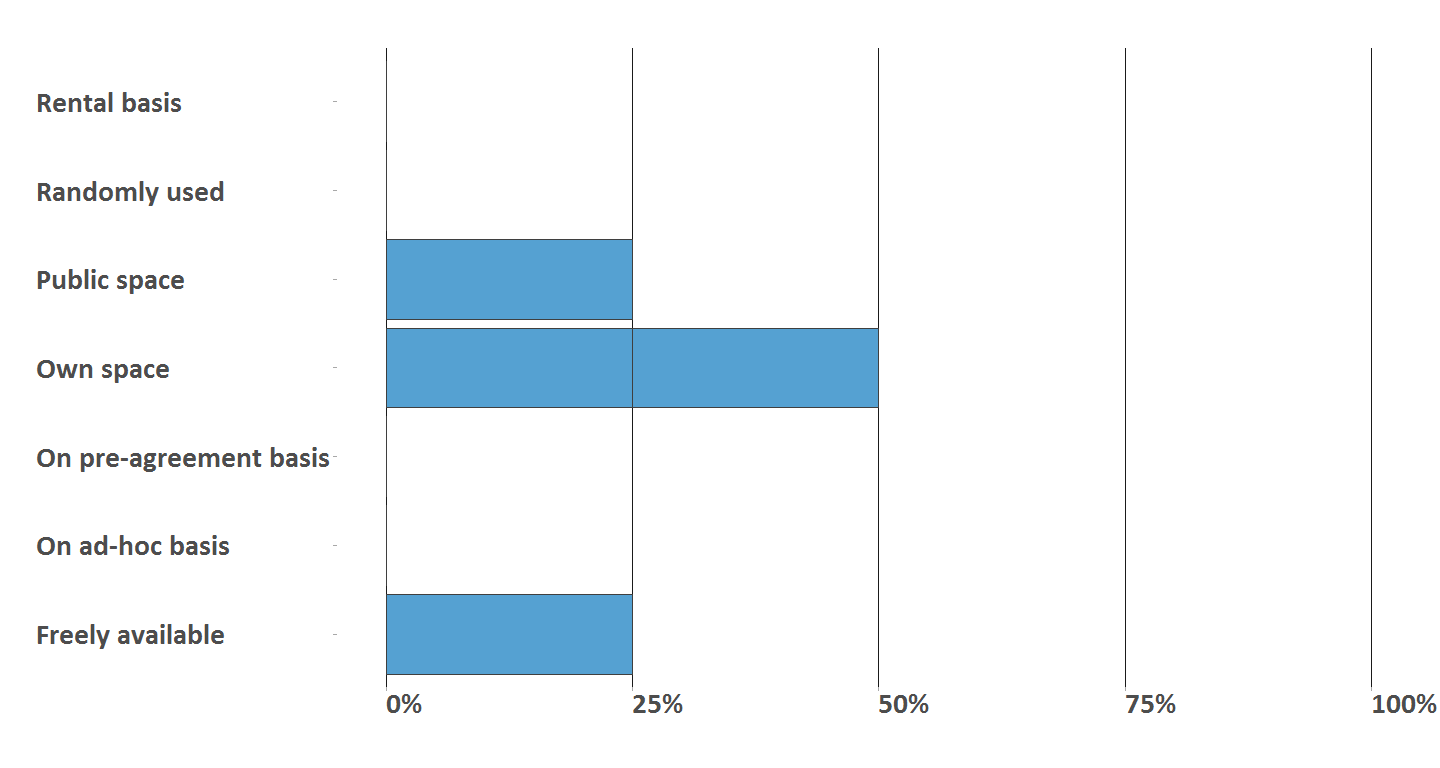 Rental basis
Randomly used
Public space
Own space
On pre-agreement basis
On ad-hoc basis
Freely available
0% 25% 50% 75% 100%